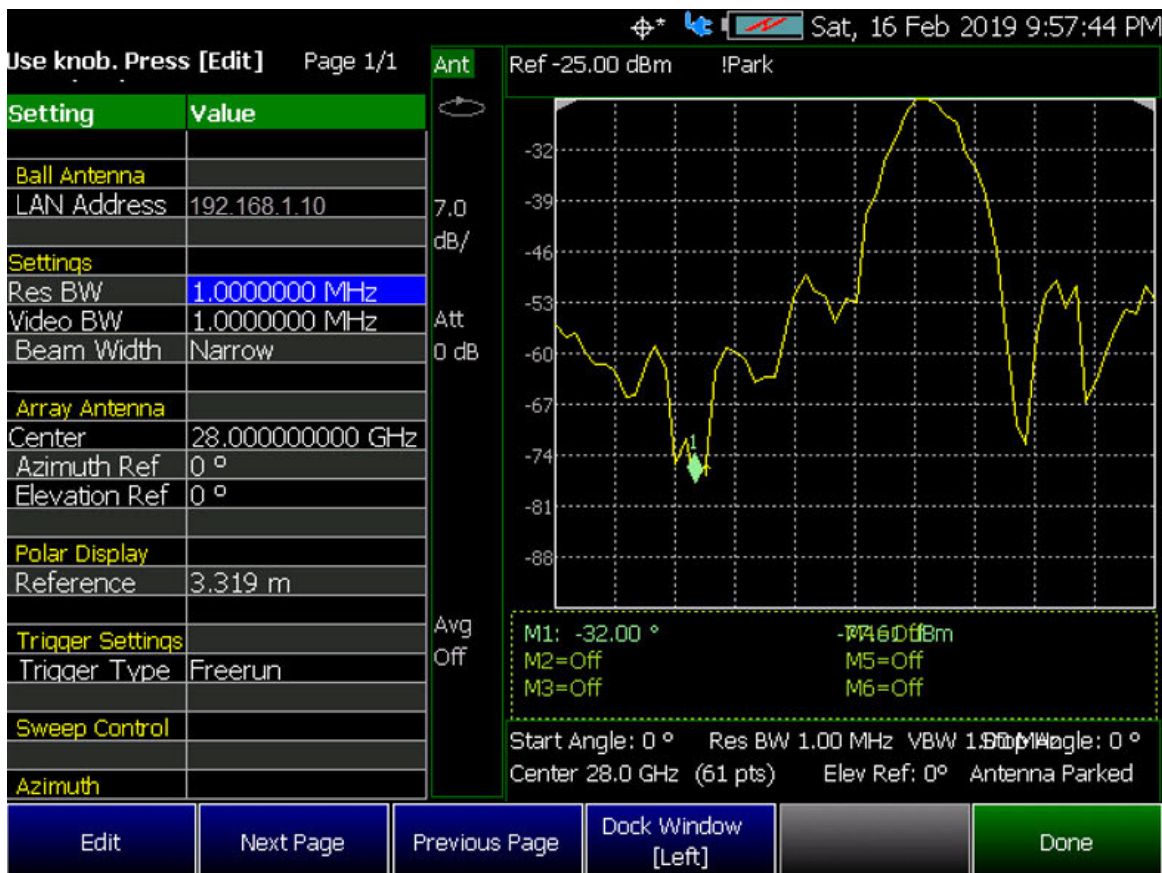 Sat, 16 Feb 2019 9:57:44 PM
Use knob. Press [Edit] Page 1/1
Setting Value
Ball Antenna
LAN Address 192.168.1.10
Settings
Res BW 1.0000000 MHz
Video BW 1.0000000 MHz
Beam Width Narrow
Array Antenna
Center 28.000000000 GHz
Azimuth Ref 0 º
Elevation Ref 0 º
Polar Display
Reference 3.319 m
Trigger Settings
Trigger Type Freerun
Sweep Control
Azimuth
Ant
7.0
dB/
Att
0 dB
Avg
Off
Ref -25.00 dBm !Park
-32
-39
-46
-53
-60
-67
-74
-81
-88
1
M1: -32.00 º
M2=Off M5=Off
M3=Off M6=Off
Start Angle: 0 º Res BW 1.00 MHz VBW Angle: 0 º
Center 28.0 GHz (61 pts) Elev Ref: 0º Antenna Parked
Edit
Next Page
Previous Page
Dock Window
[Left]
Done